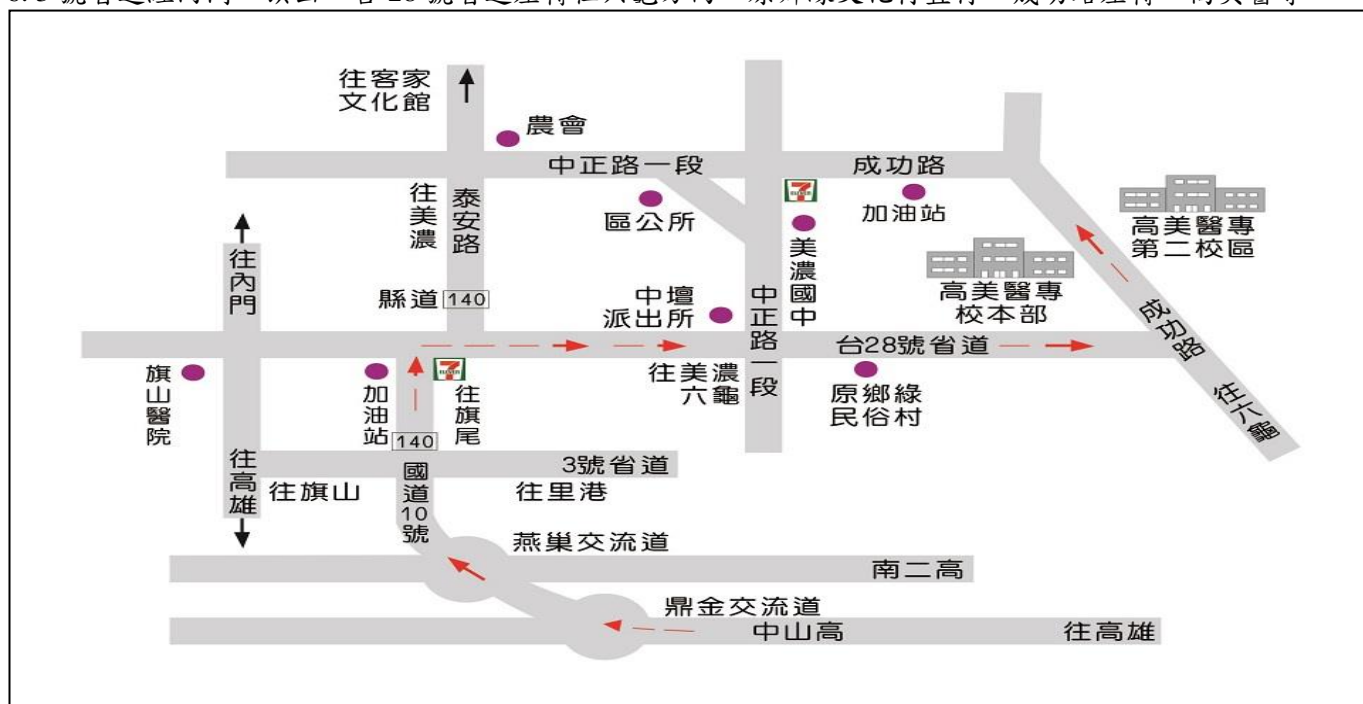 往客家
文化館
農會
中正路一段
成功路
往美濃
泰安路
區公所
加油站
高美醫專
第二校區
美濃國中
往內門
縣道 140
中壢
派出所
中正路一段
高美醫專
校本部
成功路
台28號省道
旗山醫院
加油站
往旗尾
往美濃
六龜
原鄉綠
民俗村
往六龜
140
3號省道
往高雄
往旗山
國道10號
往里港
燕巢交流道
南二高
鼎金交流道
中山高
往高雄